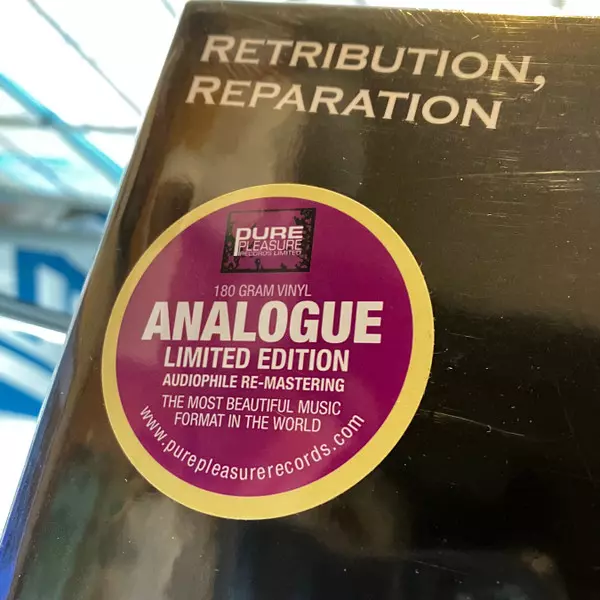 RETRIBUTION,
REPARATION
PURE
PLEASURE
RECORDS LIMITED
180 GRAM VINYL
ANALOGUE
LIMITED EDITION
AUDIOPHILE RE-MASTERING
THE MOST BEAUTIFUL MUSIC
FORMAT IN THE WORLD
www.purepleasurerecords.com